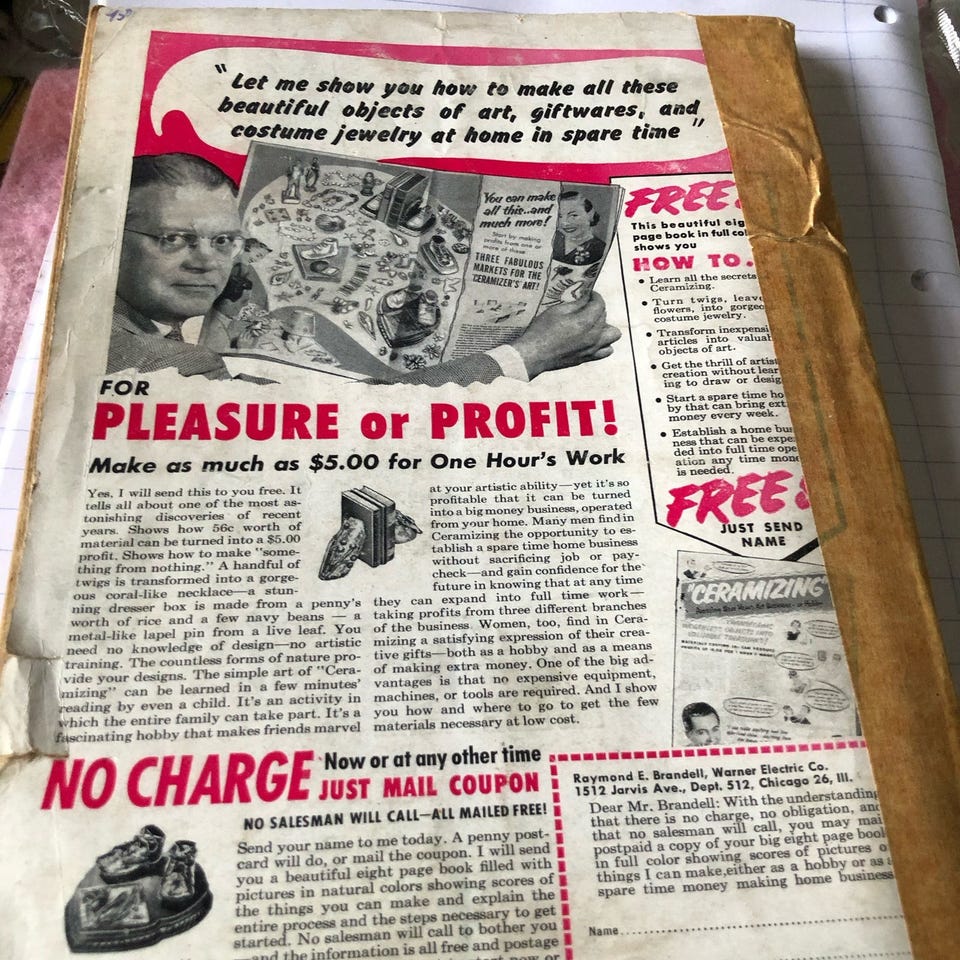 "Let me show you how to make all these
beautiful objects of art, giftwares, and
costume jewelry at home in spare time"
You can make
all this..and
much more!
Start by making
profits from one or
more of these
THREE FABULOUS
MARKETS FOR THE
CERAMIZER'S ART!
FREE
This beautiful eig
page book in full col
shows you
HOW TO.
• Learn all the secrets
Ceramizing.
• Turn twigs, leav
flowers, into gorge
costume jewelry.
• Transform inexpensi
articles into valuab
objects of art.
• Get the thrill of artist
creation without lear
ing to draw or desig
• Start a spare time ho
by that can bring ext
money every week.
• Establish a home bus
ness that can be expe
ded into full time ope
ation any time mone
is needed.
FREE
JUST SEND
NAME
"CERAMIZING"
FOR
PLEASURE or PROFIT!
Make as much as $5.00 for One Hour's Work
Yes, I will send this to you free. It
tells all about one of the most as-
tonishing discoveries of recent
years. Shows how 56c worth of
material can be turned into a $5.00
profit. Shows how to make "some-
thing from nothing." A handful of
twigs is transformed into a gorge-
ous coral-like necklace—a stun-
ning dresser box is made from a penny's
worth of rice and a few navy beans — a
metal-like lapel pin from a live leaf. You
need no knowledge of design—no artistic
training. The countless forms of nature pro-
vide your designs. The simple art of "Cera-
mizing" can be learned in a few minutes'
reading by even a child. It's an activity in
which the entire family can take part. It's a
fascinating hobby that makes friends marvel
at your artistic ability—yet it's so
profitable that it can be turned
into a big money business, operated
from your home. Many men find in
Ceramizing the opportunity to es-
tablish a spare time home business
without sacrificing job or pay-
check—and gain confidence for the
future in knowing that at any time
they can expand into full time work—
taking profits from three different branches
of the business. Women, too, find in Cera-
mizing a satisfying expression of their crea-
tive gifts—both as a hobby and as a means
of making extra money. One of the big ad-
vantages is that no expensive equipment,
machines, or tools are required. And I show
you how and where to go to get the few
materials necessary at low cost.
NO CHARGE
Now or at any other time
JUST MAIL COUPON
NO SALESMAN WILL CALL—ALL MAILED FREE!
Send your name to me today. A penny post-
card will do, or mail the coupon. I will send
you a beautiful eight page book filled with
pictures in natural colors showing scores of
the things you can make and explain the
entire process and the steps necessary to get
started. No salesman will call to bother you
—and the information is all free and postage
Raymond E. Brandell, Warner Electric Co.
1512 Jarvis Ave., Dept. 512, Chicago 26, Ill.
Dear Mr. Brandell: With the understanding
that there is no charge, no obligation, and
that no salesman will call, you may mai
postpaid a copy of your big eight page book
in full color showing scores of pictures o
things I can make,either as a hobby or as a
spare time money making home business
Name